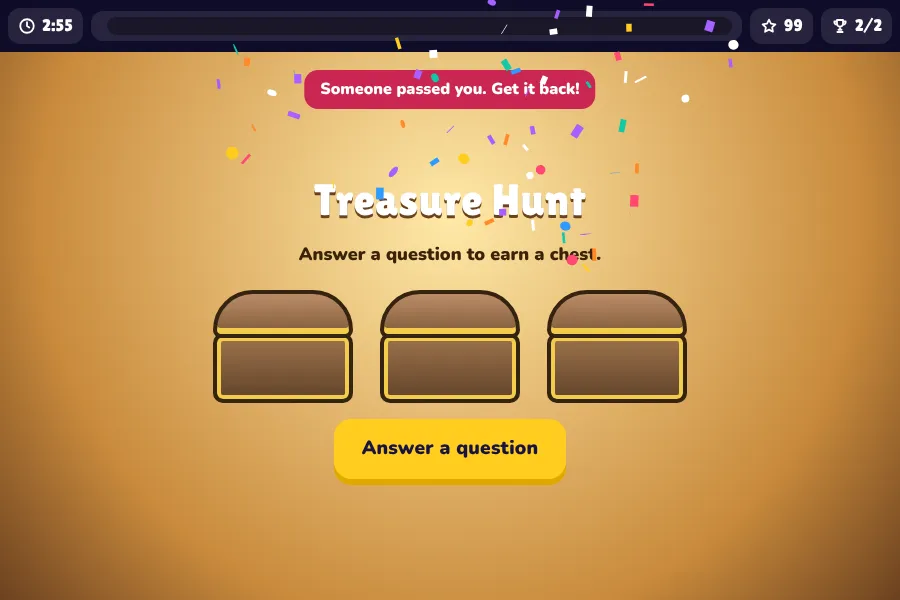 2:55
99
2/2
Someone passed you. Get it back!
Treasure Hunt
Answer a question to earn a chest.
Answer a question